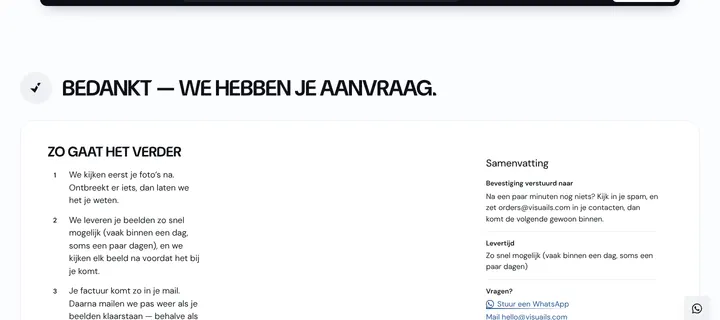 BEDANKT — WE HEBBEN JE AANVRAAG.
ZO GAAT HET VERDER
1 We kijken eerst je foto's na.
Ontbreekt er iets, dan laten we
het je weten.
2 We leveren je beelden zo snel
mogelijk (vaak binnen een dag,
soms een paar dagen), en we
kijken elk beeld na voordat het bij
je komt.
3 Je factuur komt zo in je mail.
Daarna mailen we pas weer als je
beelden klaarstaan — behalve als
Samenvatting
Bevestiging verstuurd naar
Na een paar minuten nog niets? Kijk in je spam, en
zet orders@visuails.com in je contacten, dan
komt de volgende gewoon binnen.
Levertijd
Zo snel mogelijk (vaak binnen een dag, soms een
paar dagen)
Vragen?
Stuur een WhatsApp
Mail hello@visuails.com